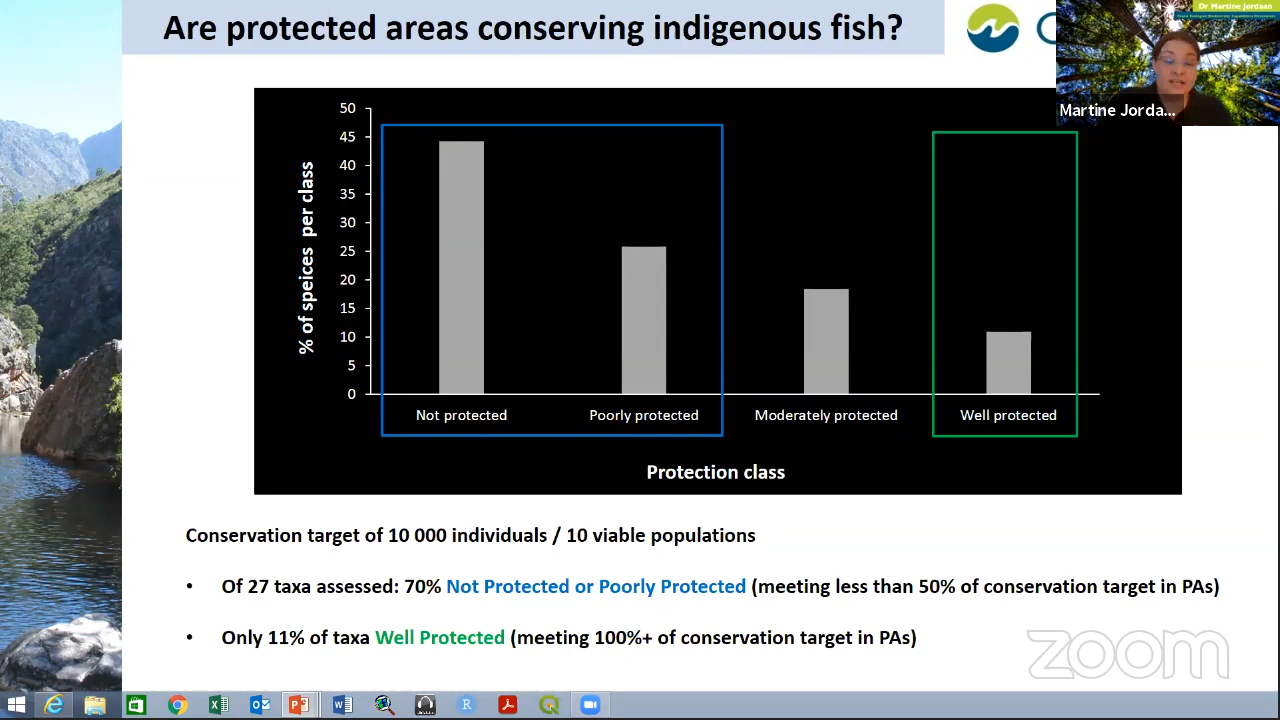 Are protected areas conserving indigenous fish?
C
Dr Martine Jordaan
Martine Jorda...
% of speices per class
50
45
40
35
30
25
20
15
10
5
0
Not protected
Poorly protected
Moderately protected
Well protected
Protection class
Conservation target of 10 000 individuals / 10 viable populations
• Of 27 taxa assessed: 70% Not Protected or Poorly Protected (meeting less than 50% of conservation target in PAs)
• Only 11% of taxa Well Protected (meeting 100%+ of conservation target in PAs)
zoom